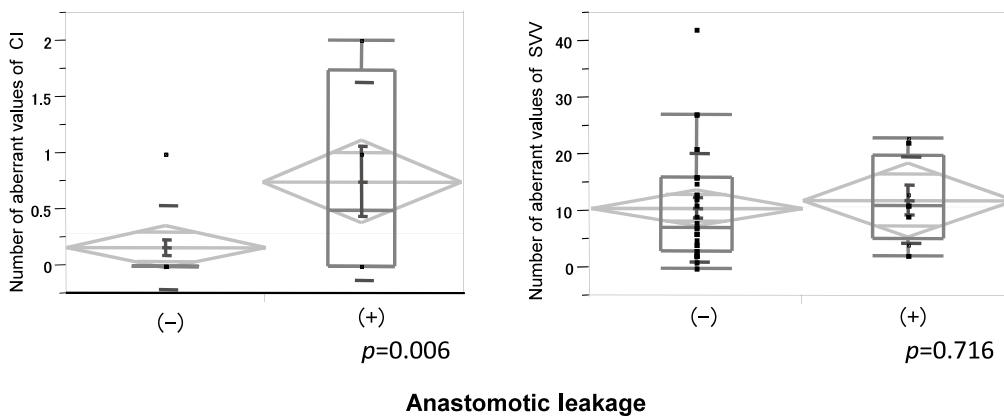 Number of aberrant values of CI
2
1.5
1
0.5
0
(−)
(+)
p=0.006
Number of aberrant values of SVV
40
30
20
10
0
(−)
(+)
p=0.716
Anastomotic leakage